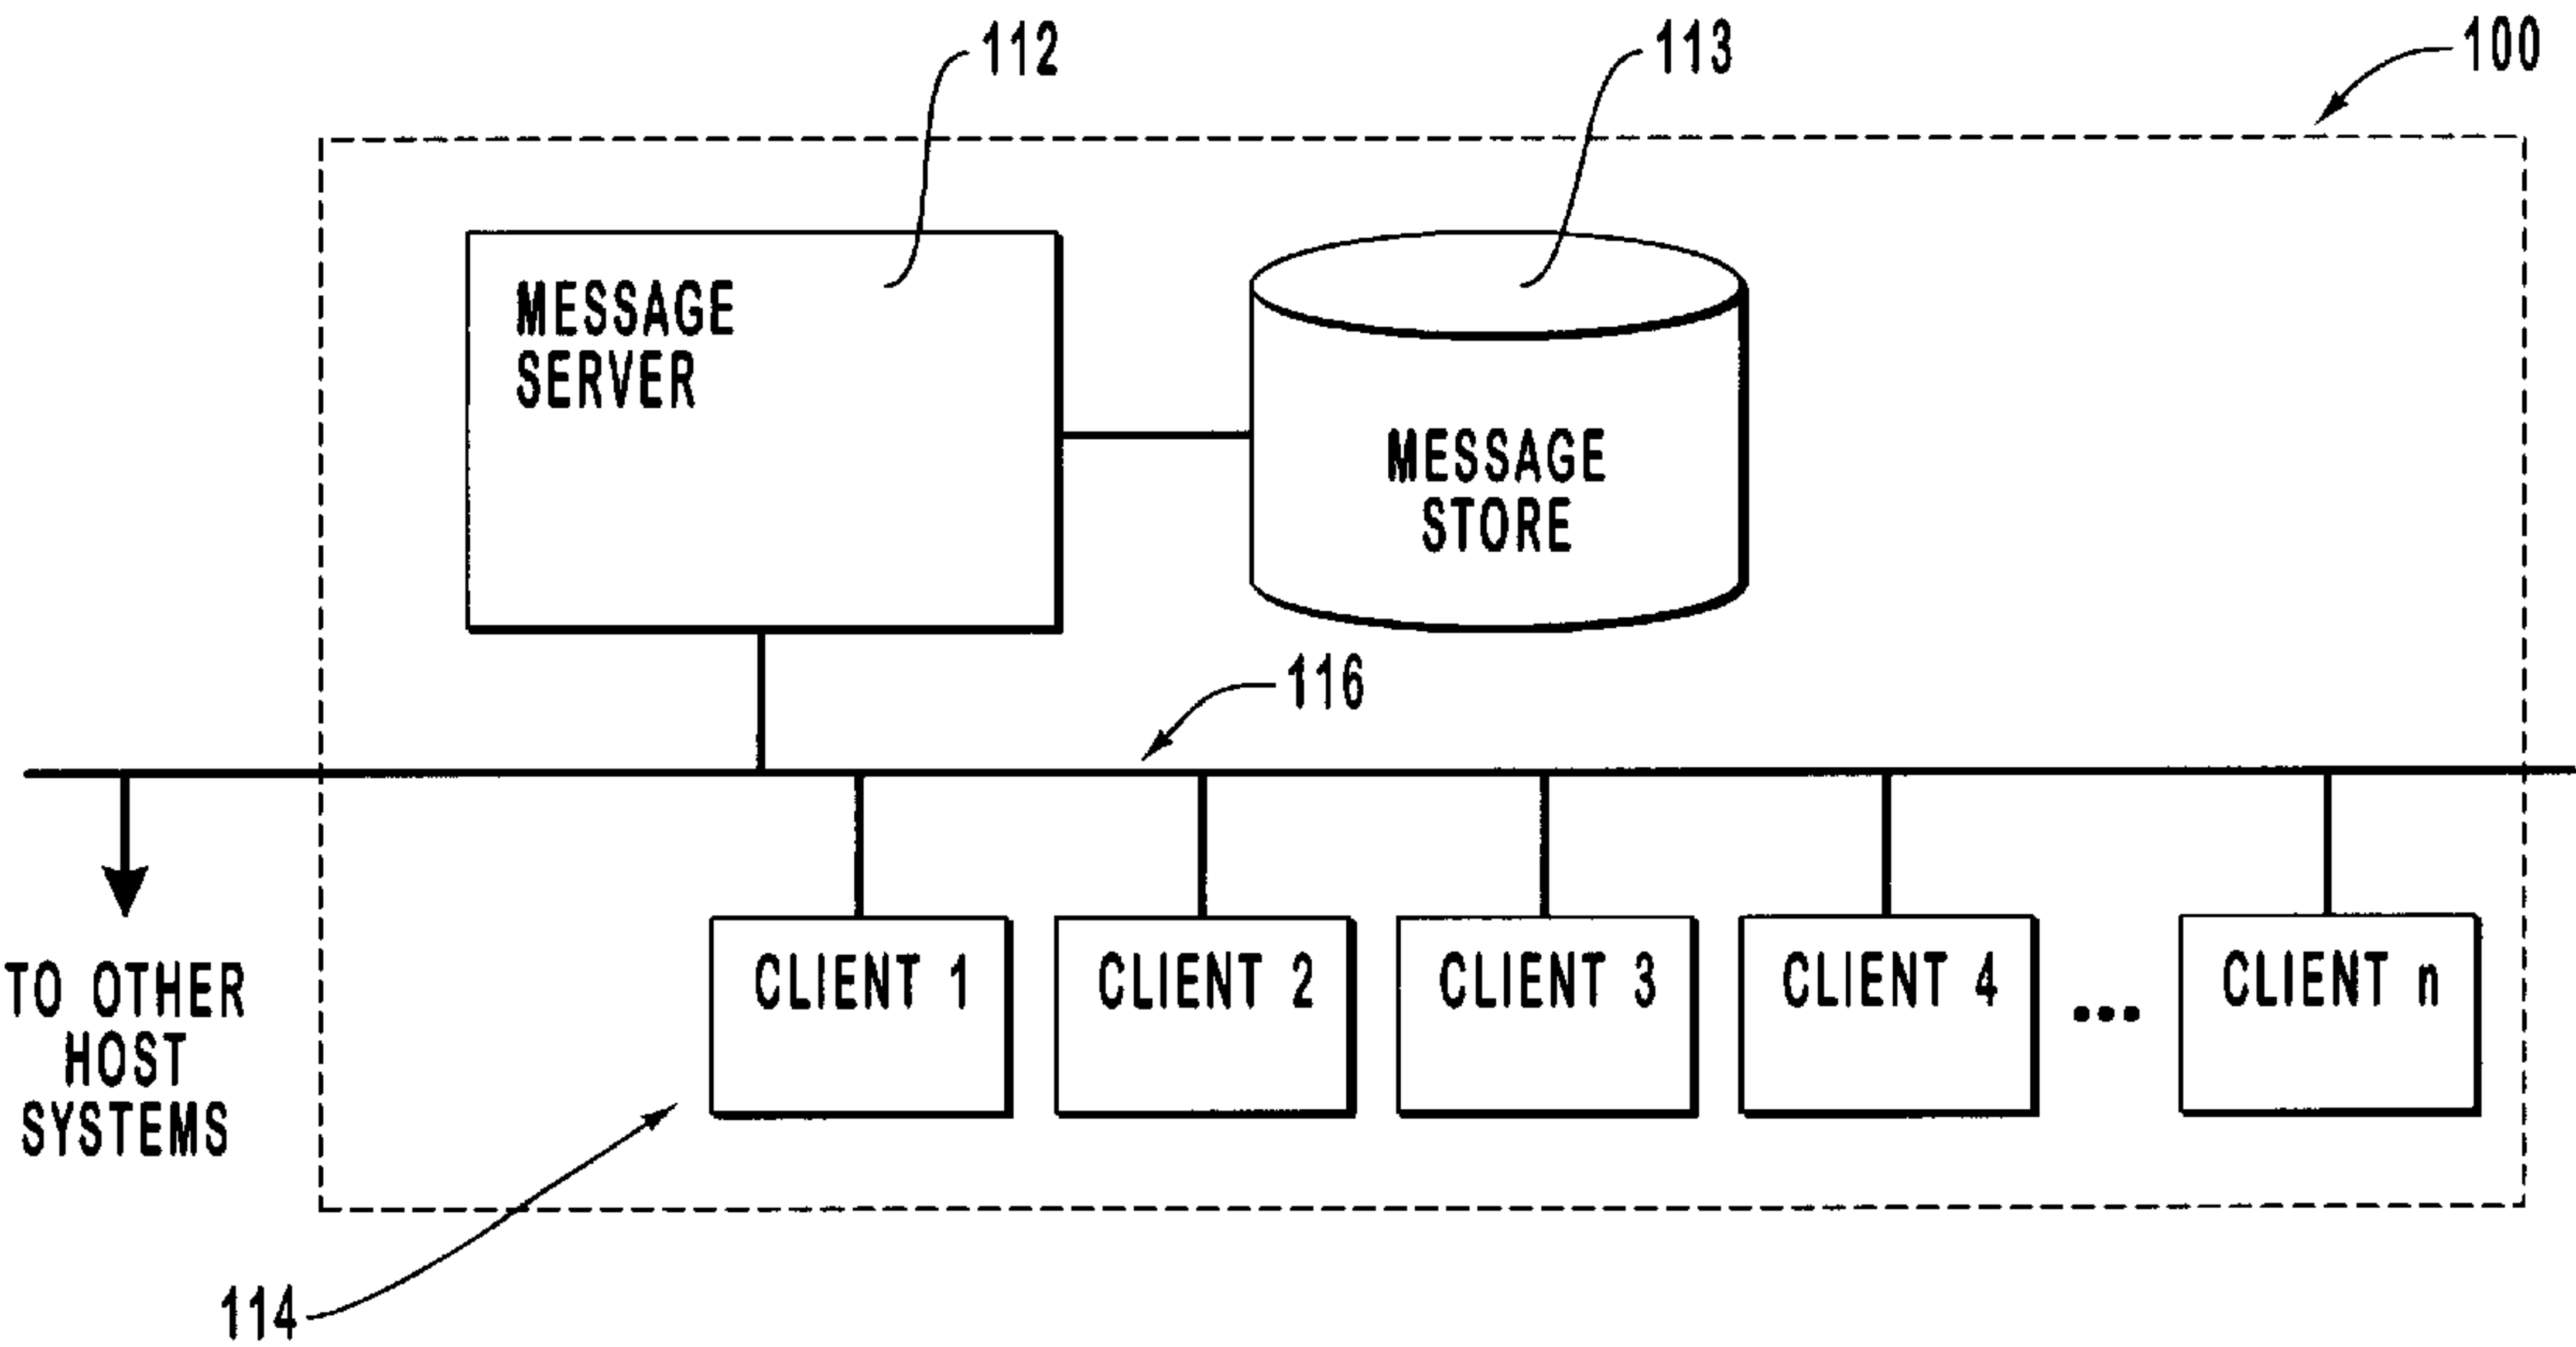 112
113
100
MESSAGE
SERVER
MESSAGE
STORE
116
CLIENT 1
CLIENT 2
CLIENT 3
CLIENT 4
•••
CLIENT n
TO OTHER
HOST
SYSTEMS
114